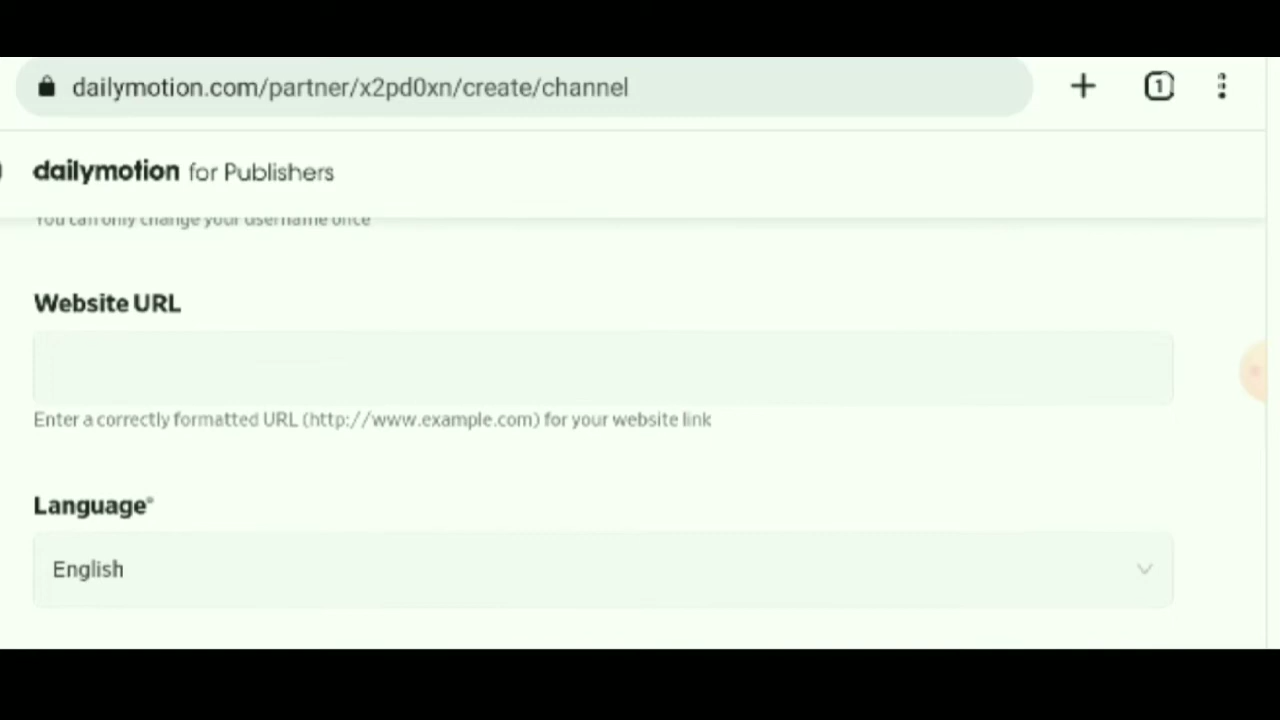 dailymotion.com/partner/x2pd0xn/create/channel
1
dailymotion for Publishers
You can only change your username once
Website URL
Enter a correctly formatted URL (http://www.example.com) for your website link
Language*
English